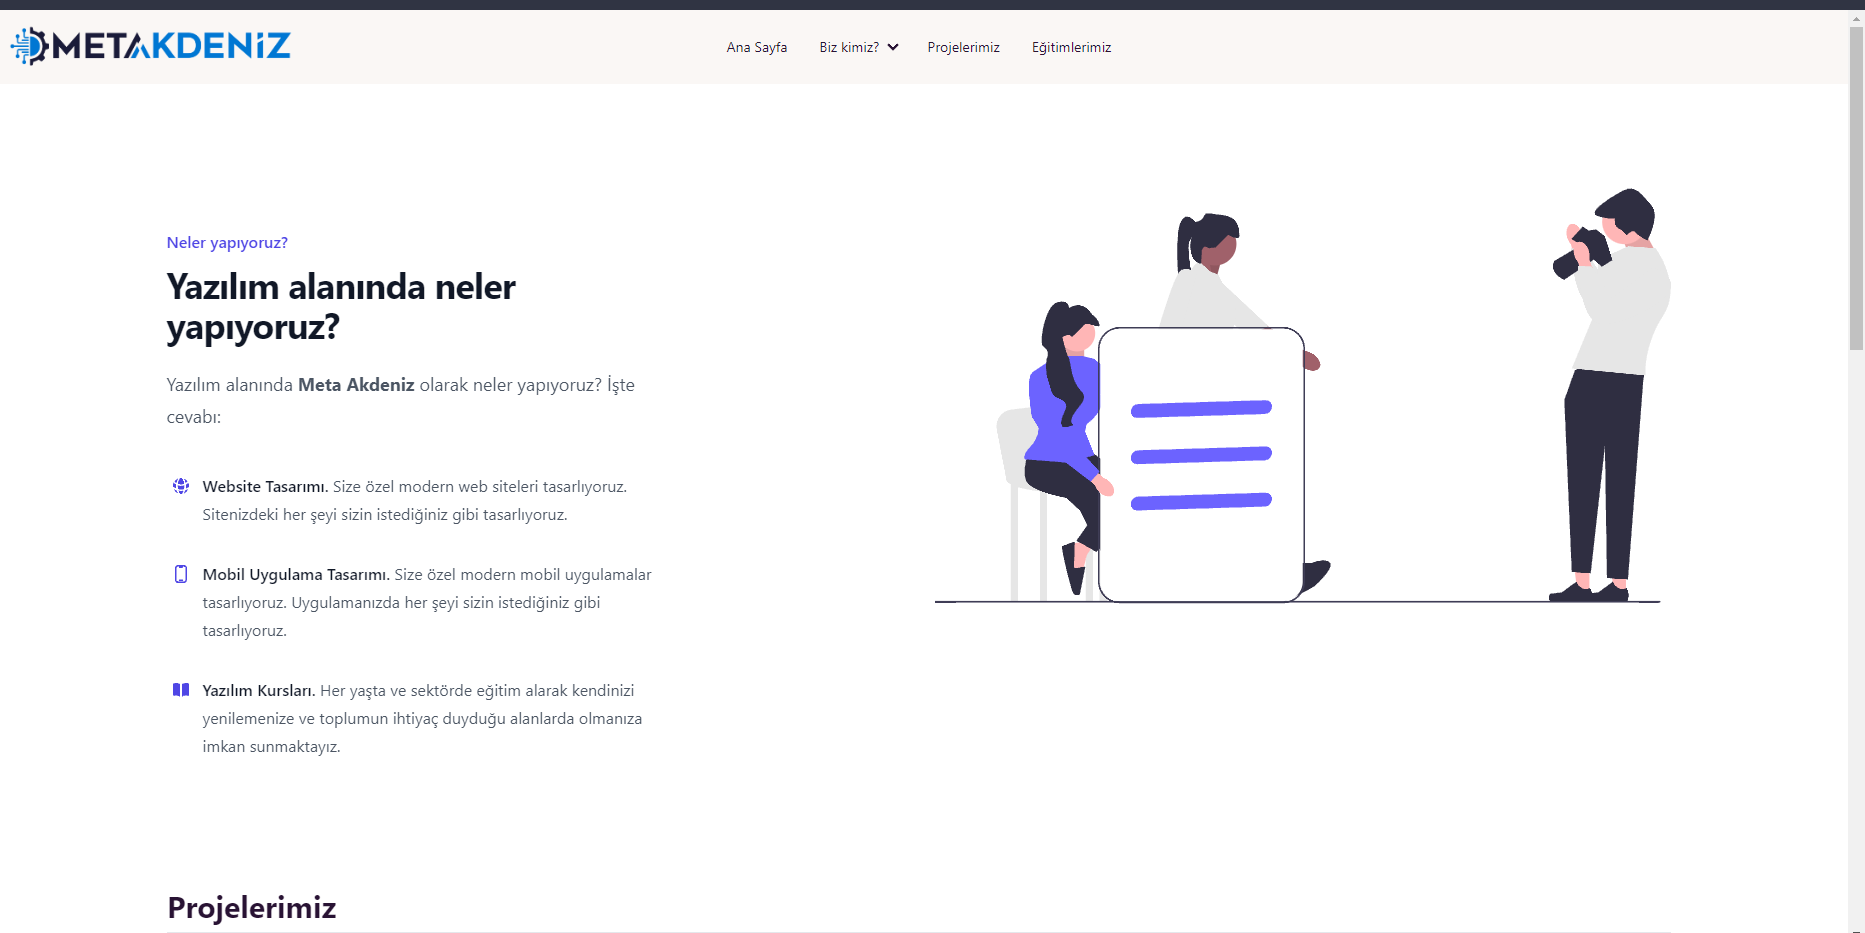 METAKDENİZ
Ana Sayfa
Biz kimiz?
Projelerimiz
Eğitimlerimiz
Neler yapıyoruz?
Yazılım alanında neler
yapıyoruz?
Yazılım alanında Meta Akdeniz olarak neler yapıyoruz? İşte
cevabı:
Website Tasarımı. Size özel modern web siteleri tasarlıyoruz.
Sitenizdeki her şeyi sizin istediğiniz gibi tasarlıyoruz.
Mobil Uygulama Tasarımı. Size özel modern mobil uygulamalar
tasarlıyoruz. Uygulamanızda her şeyi sizin istediğiniz gibi
tasarlıyoruz.
Yazılım Kursları. Her yaşta ve sektörde eğitim alarak kendinizi
yenilemenize ve toplumun ihtiyaç duyduğu alanlarda olmanıza
imkan sunmaktayız.
Projelerimiz